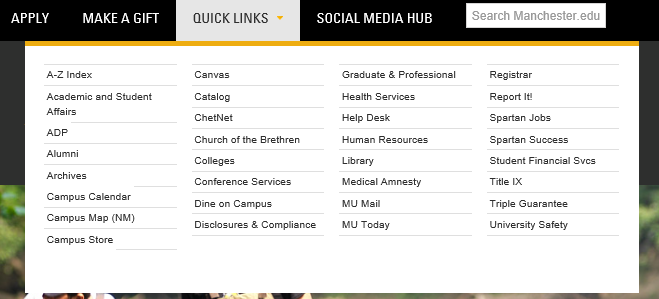 APPLY
MAKE A GIFT
QUICK LINKS
SOCIAL MEDIA HUB
Search Manchester.edu
A-Z Index
Academic and Student
Affairs
ADP
Alumni
Archives
Campus Calendar
Campus Map (NM)
Campus Store
Canvas
Catalog
ChetNet
Church of the Brethren
Colleges
Conference Services
Dine on Campus
Disclosures & Compliance
Graduate & Professional
Health Services
Help Desk
Human Resources
Library
Medical Amnesty
MU Mail
MU Today
Registrar
Report It!
Spartan Jobs
Spartan Success
Student Financial Svcs
Title IX
Triple Guarantee
University Safety